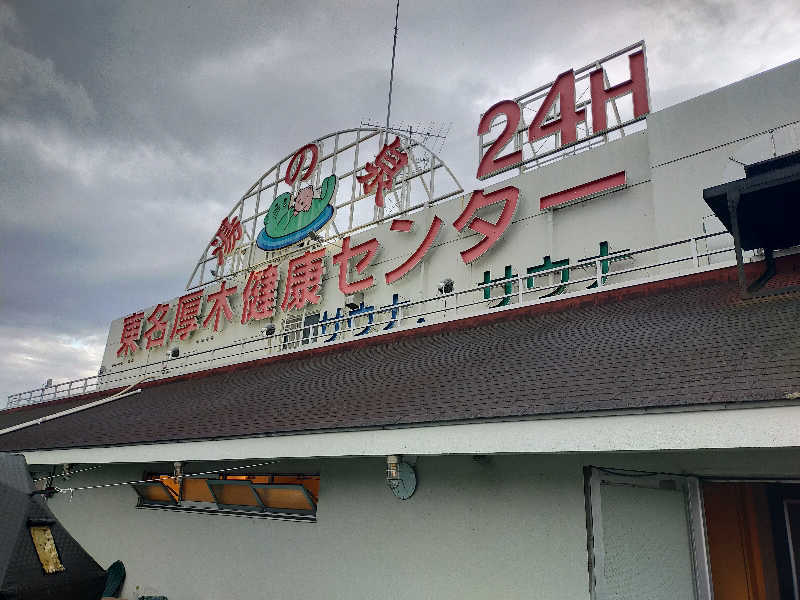 湯の泉
24H
東名厚木健康センター
サウナ・サウナ